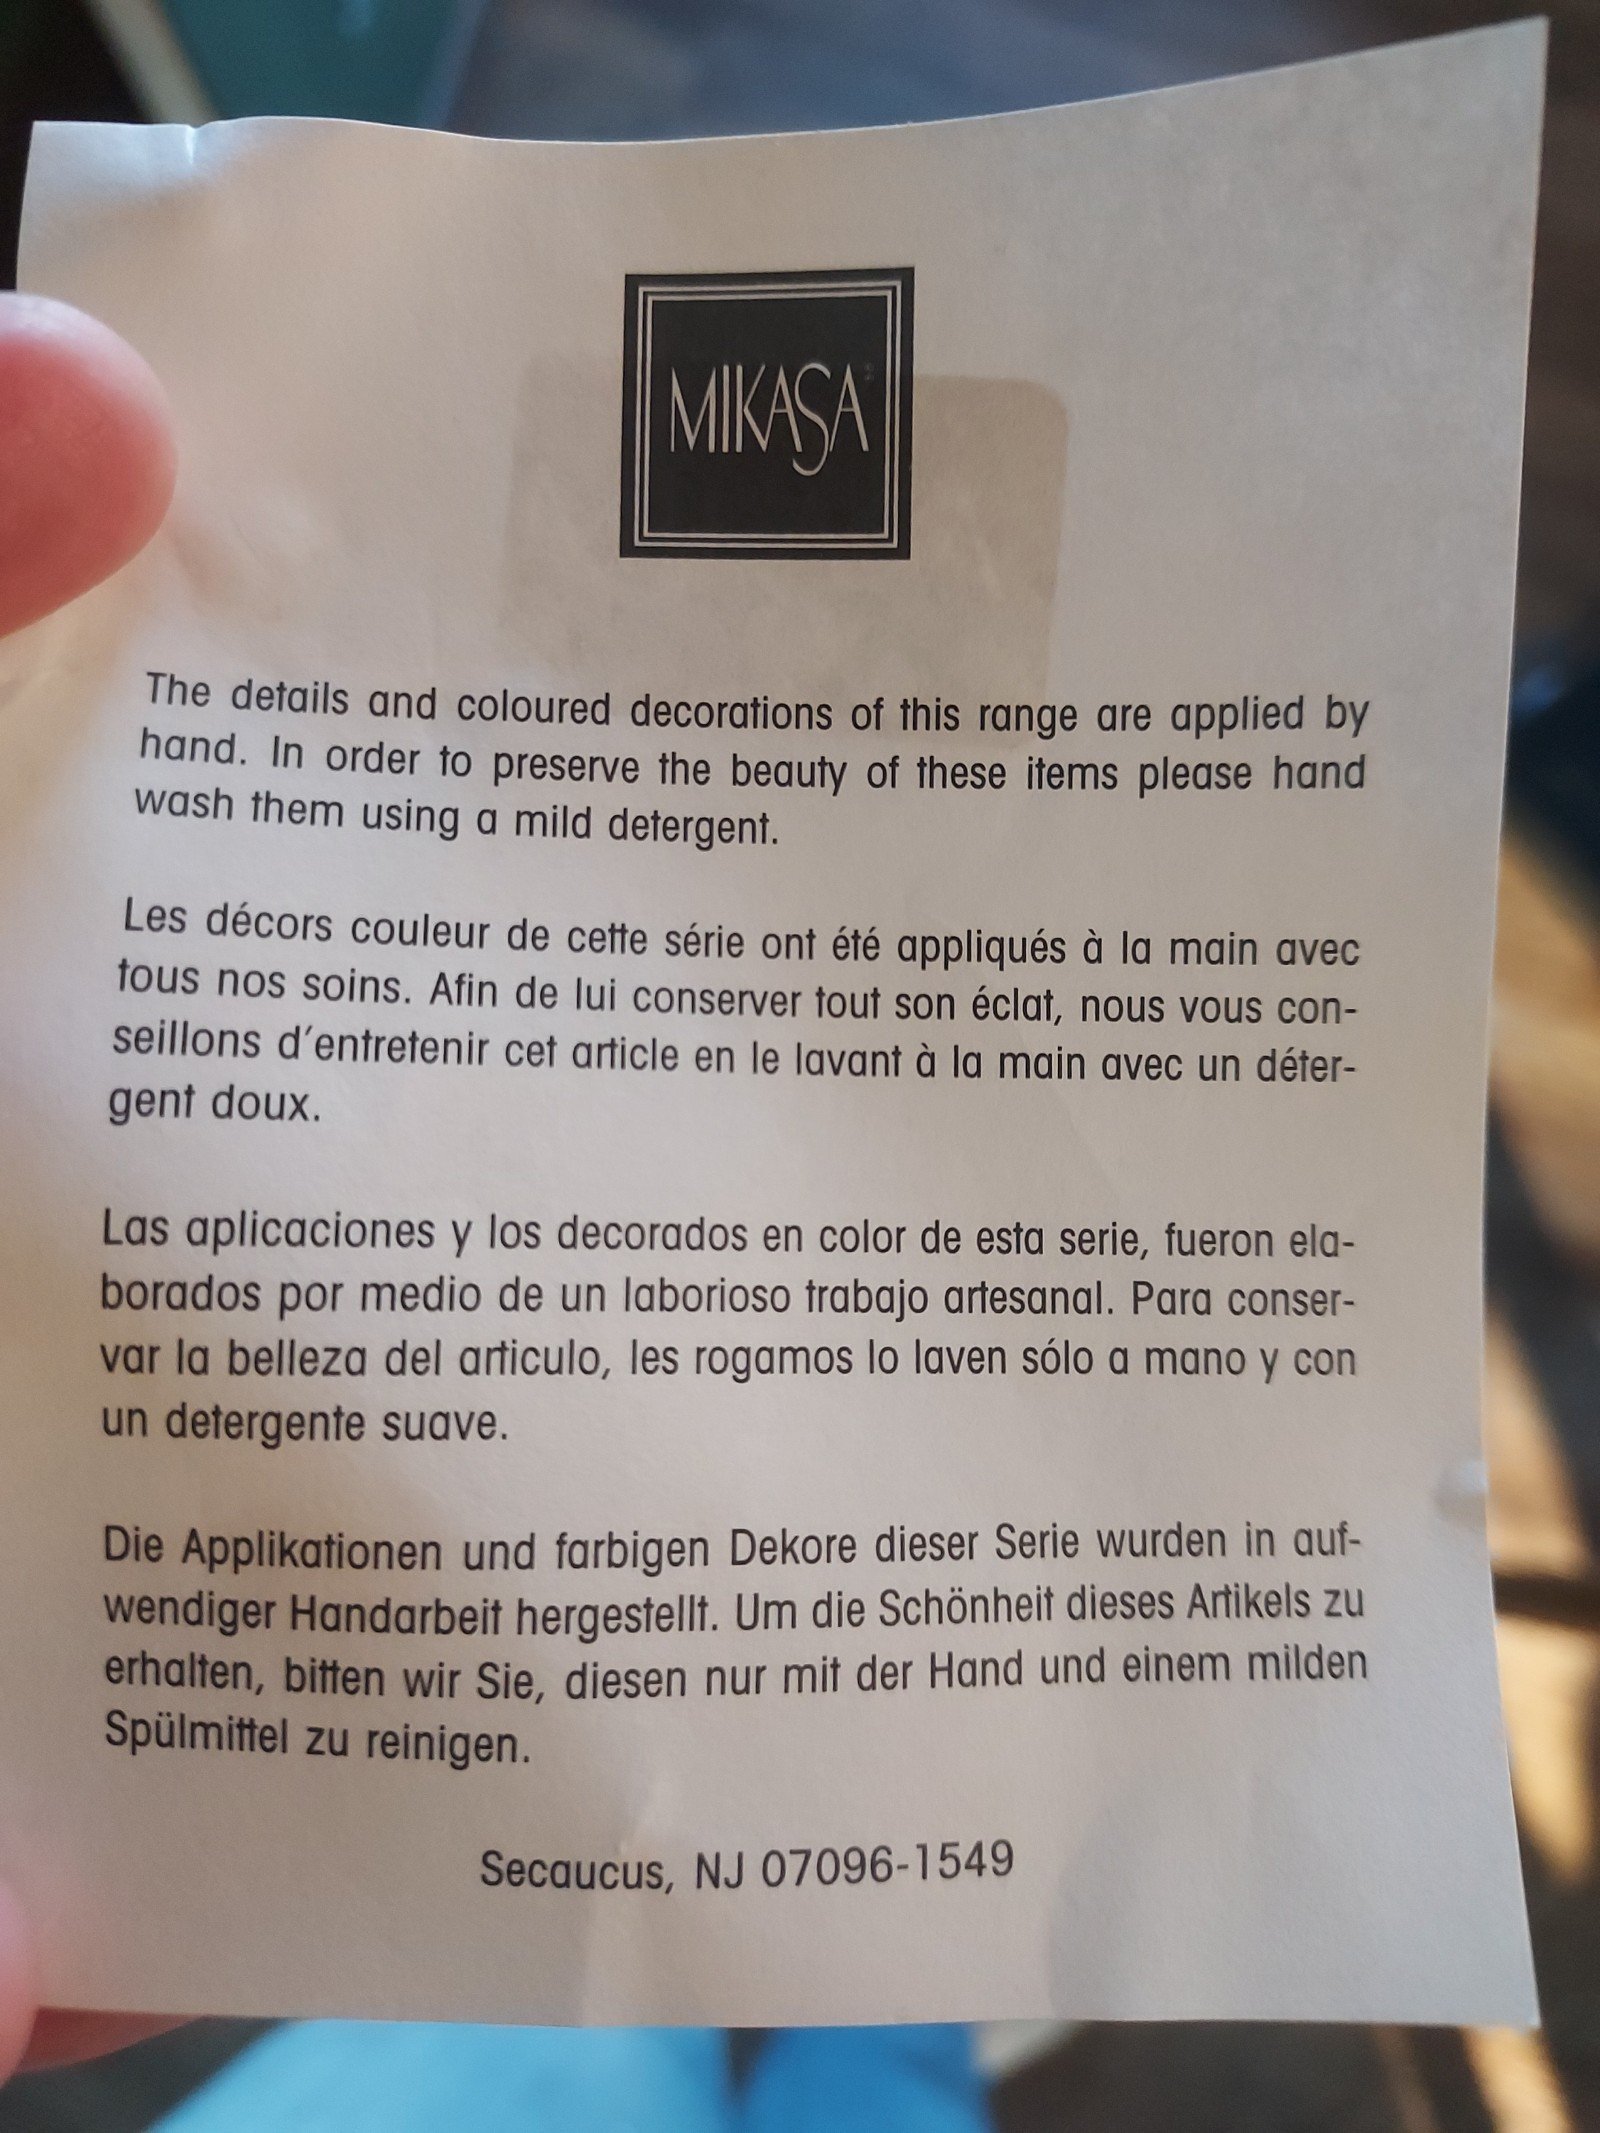 MIKASA
The details and coloured decorations of this range are applied by
hand. In order to preserve the beauty of these items please hand
wash them using a mild detergent.
Les décors couleur de cette série ont été appliqués à la main avec
tous nos soins. Afin de lui conserver tout son éclat, nous vous con-
seillons d'entretenir cet article en le lavant à la main avec un déter-
gent doux.
Las aplicaciones y los decorados en color de esta serie, fueron ela-
borados por medio de un laborioso trabajo artesanal. Para conser-
var la belleza del articulo, les rogamos lo laven sólo a mano y con
un detergente suave.
Die Applikationen und farbigen Dekore dieser Serie wurden in auf-
wendiger Handarbeit hergestellt. Um die Schönheit dieses Artikels zu
erhalten, bitten wir Sie, diesen nur mit der Hand und einem milden
Spülmittel zu reinigen.
Secaucus, NJ 07096-1549